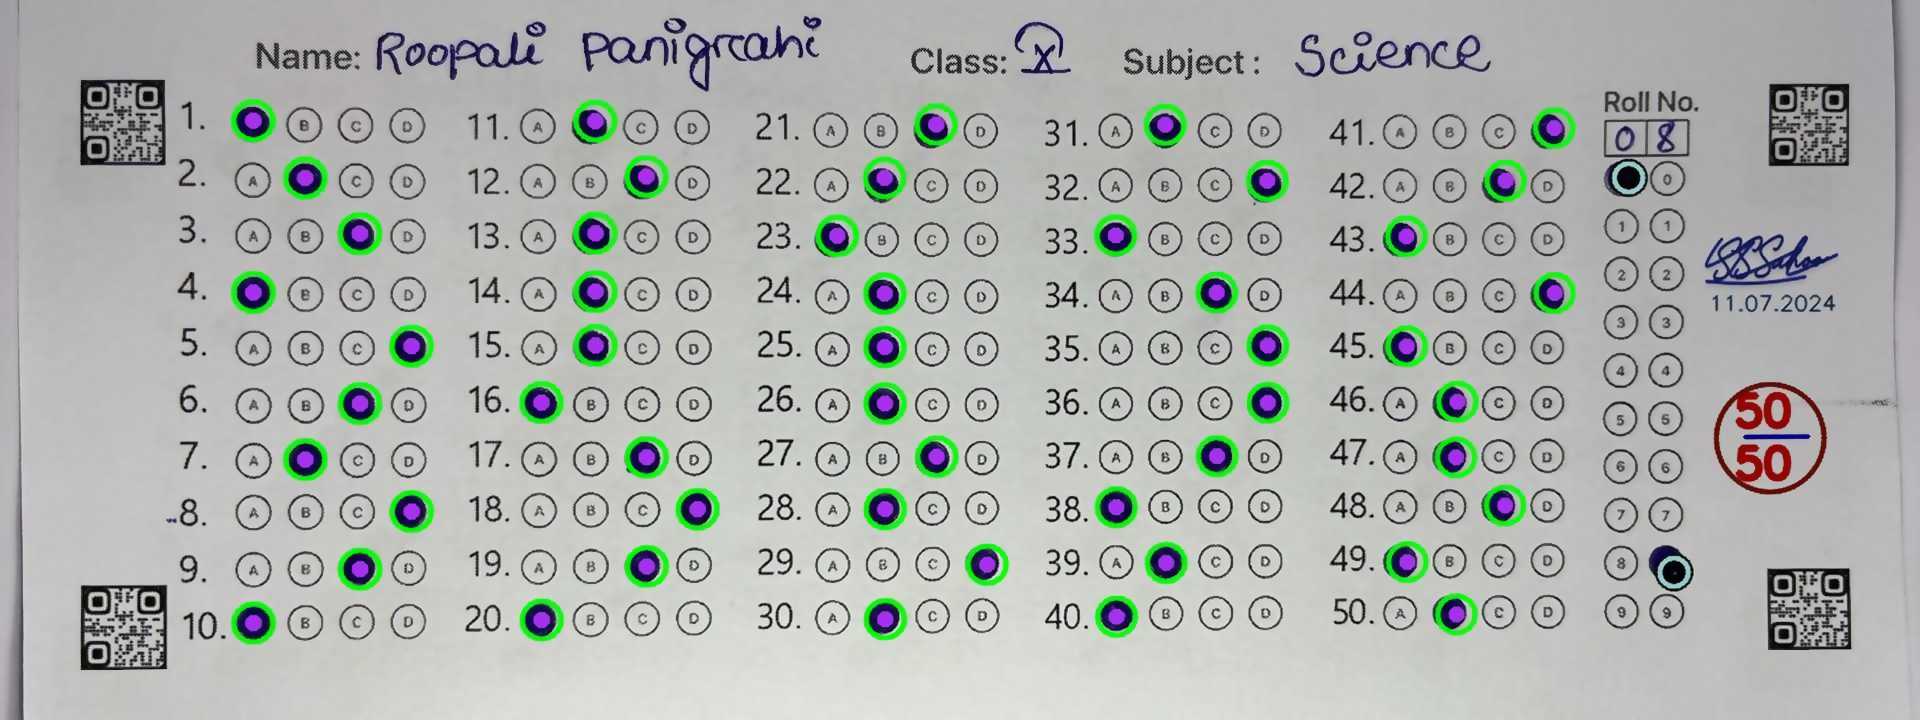 Name: Roopali Panigrahi Class: X Subject: Science
Roll No.
0 8
1. B C D
2. A C D
3. A B D
4. B C D
5. A B C
6. A B D
7. A C D
8. A B C
9. A B D
10. B C D
11. A C D
12. A B D
13. A C D
14. A C D
15. A C D
16. B C D
17. A B D
18. A B C
19. A B D
20. B C D
21. A B D
22. A C D
23. B C D
24. A C D
25. A C D
26. A C D
27. A B D
28. A C D
29. A B C
30. A C D
31. A C D
32. A B C
33. B C D
34. A B D
35. A B C
36. A B C
37. A B D
38. B C D
39. A C D
40. B C D
41. A B C
42. A B D
43. B C D
44. A B C
45. B C D
46. A C D
47. A C D
48. A B D
49. B C D
50. A C D
0
1 1
2 2
3 3
4 4
5 5
6 6
7 7
8
9 9
11.07.2024
50
50